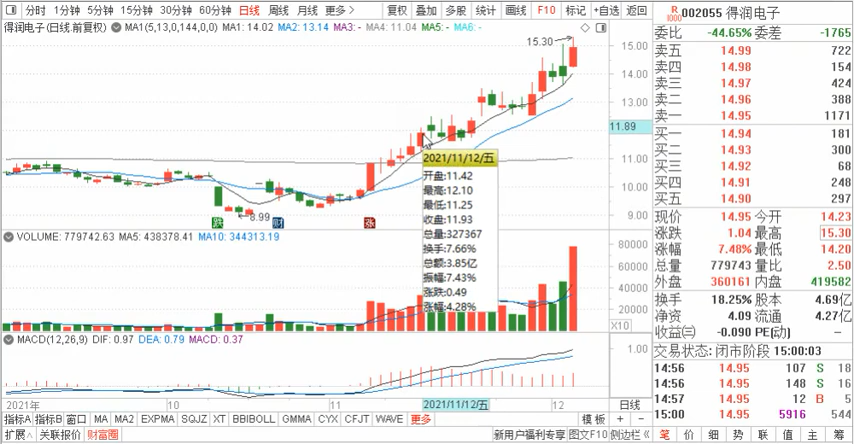 分时 1分钟 5分钟 15分钟 30分钟 60分钟 日线 周线 月线 更多 复权 叠加 多股 统计 画线 F10 标记 +自选 返回
得润电子(日线.前复权) MA1(5,13,0,144,0,0) MA1: 14.02 MA2: 13.14 MA3: - MA4: 11.04 MA5: - MA6: -
15.30
15.00
14.00
13.00
11.89
11.00
10.00
9.00
8.99
跌 财 涨
2021/11/12/五
开盘:11.42
最高:12.10
最低:11.25
收盘:11.93
总量:327367
换手:7.66%
总额:3.85亿
振幅:7.43%
涨跌:0.49
涨幅:4.28%
VOLUME: 779742.63 MA5: 438378.41 MA10: 344313.19
80000
60000
40000
20000
X10
MACD(12,26,9) DIF: 0.97 DEA: 0.79 MACD: 0.37
1.00
0.00
2021年 10 11 2021/11/12/五 12 日线
指标A 指标B 窗口 MA MA2 EXPMA SQJZ XT BBIBOLL GMMA CYX CFJT WAVE 更多 模板 + -
扩展∧ 关联报价 财富圈 新用户福利专享 图文F10 侧边栏《
R
1000
002055 得润电子
委比 -44.65% 委差 -1765
卖五 14.99 722
卖四 14.98 154
卖三 14.97 424
卖二 14.96 388
卖一 14.95 1171
买一 14.94 181
买二 14.93 300
买三 14.92 68
买四 14.91 248
买五 14.90 297
现价 14.95 今开 14.23
涨跌 1.04 最高 15.30
涨幅 7.48% 最低 14.20
总量 779743 量比 2.50
外盘 360161 内盘 419582
换手 18.25% 股本 4.69亿
净资 4.09 流通 4.27亿
收益㈢ -0.090 PE(动) -
交易状态: 闭市阶段 15:00:03
14:56 14.95 107 S 18
14:56 14.95 148 S 16
14:57 14.95 12 B 5
15:00 14.95 5916 544
笔 价 细 势 联 值 主 筹